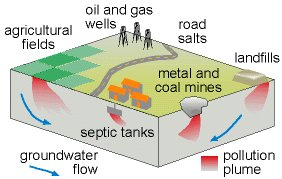 oil and gas
wells
road
salts
agricultural
fields
landfills
metal and
coal mines
septic tanks
groundwater
flow
pollution
plume